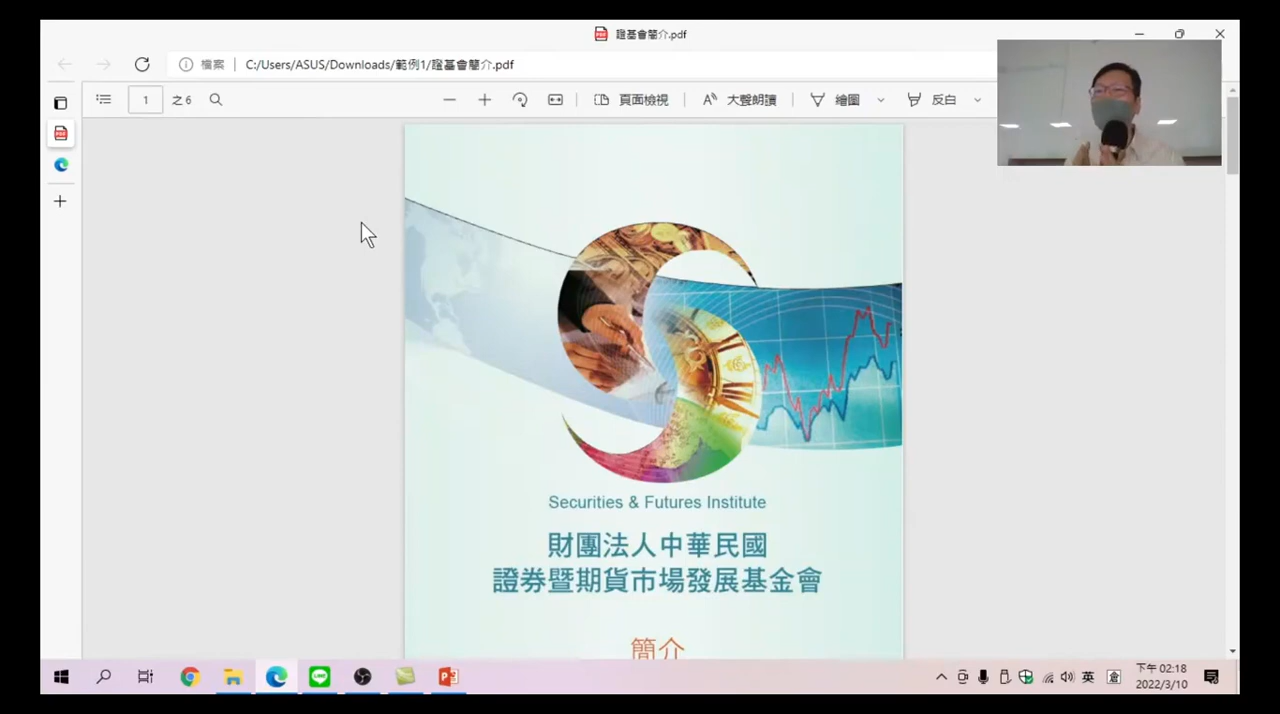 證基會簡介.pdf
檔案 | C:/Users/ASUS/Downloads/範例1/證基會簡介.pdf
1 之6 頁面檢視 大聲朗讀 繪圖 反白
Securities & Futures Institute
財團法人中華民國
證券暨期貨市場發展基金會
簡介
英 倉 下午 02:18
2022/3/10